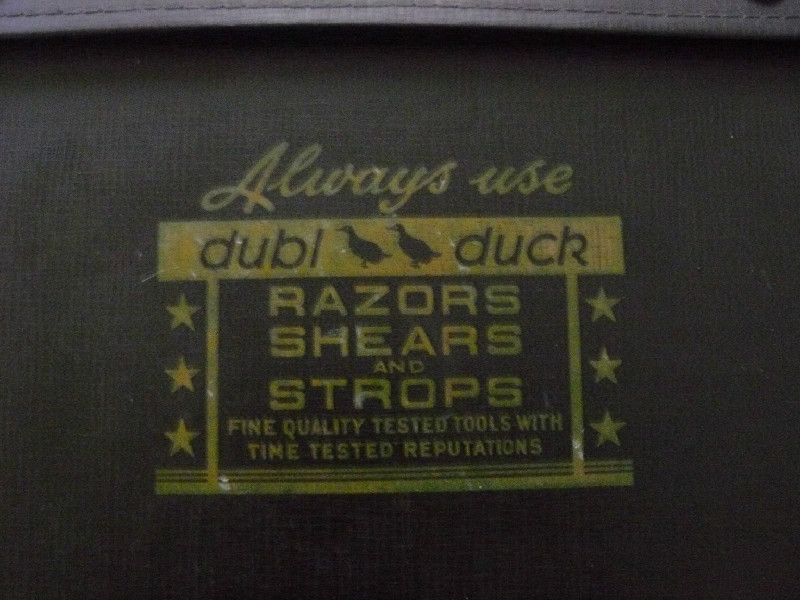 Always use
dubl duck
RAZORS
SHEARS
AND
STROPS
FINE QUALITY TESTED TOOLS WITH
TIME TESTED REPUTATIONS